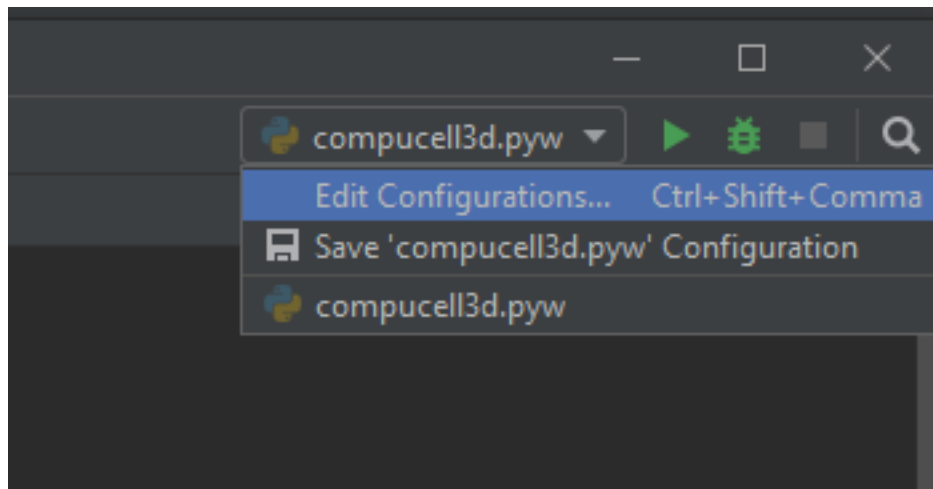 compucell3d.pyw
Edit Configurations... Ctrl+Shift+Comma
Save 'compucell3d.pyw' Configuration
compucell3d.pyw